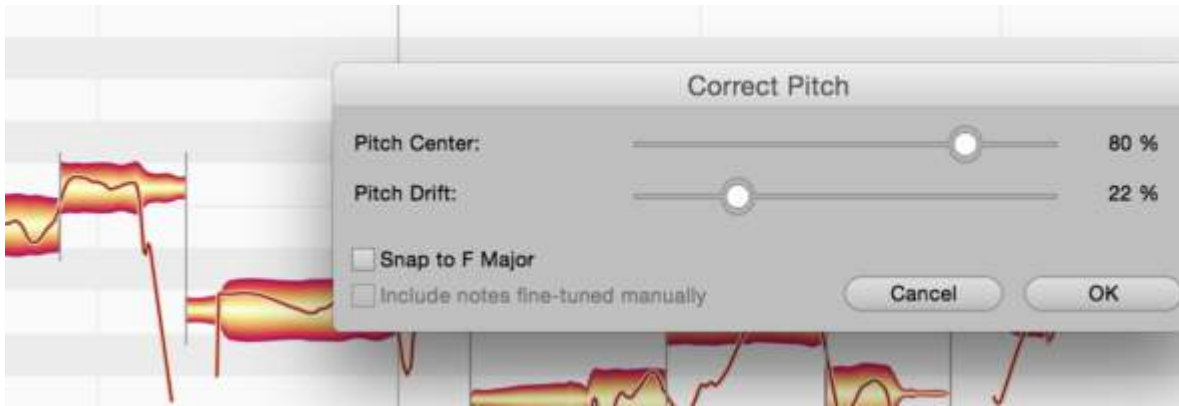 Correct Pitch
Pitch Center: 80 %
Pitch Drift: 22 %
Snap to F Major
Include notes fine-tuned manually
Cancel OK